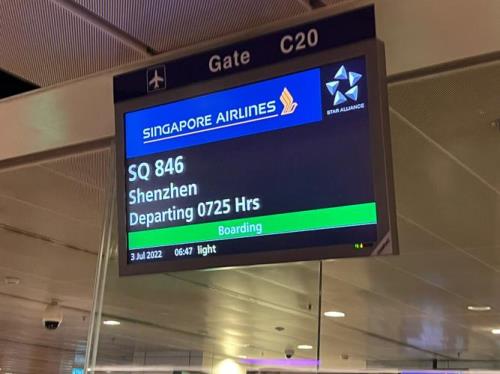 Gate C20
SINGAPORE AIRLINES
STAR ALLIANCE
SQ 846
Shenzhen
Departing 0725 Hrs
Boarding
3 Jul 2022 06:47 light